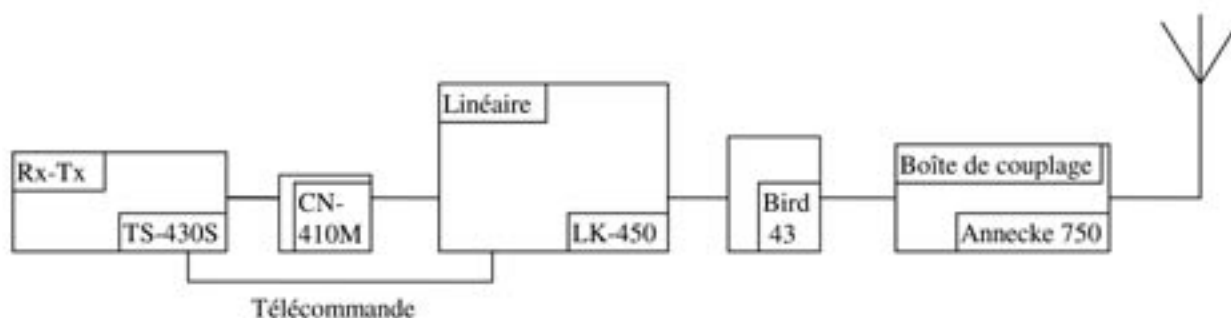 Rx-Tx
TS-430S
CN-
410M
Linéaire
LK-450
Bird
43
Boîte de couplage
Annecke 750
Télécommande